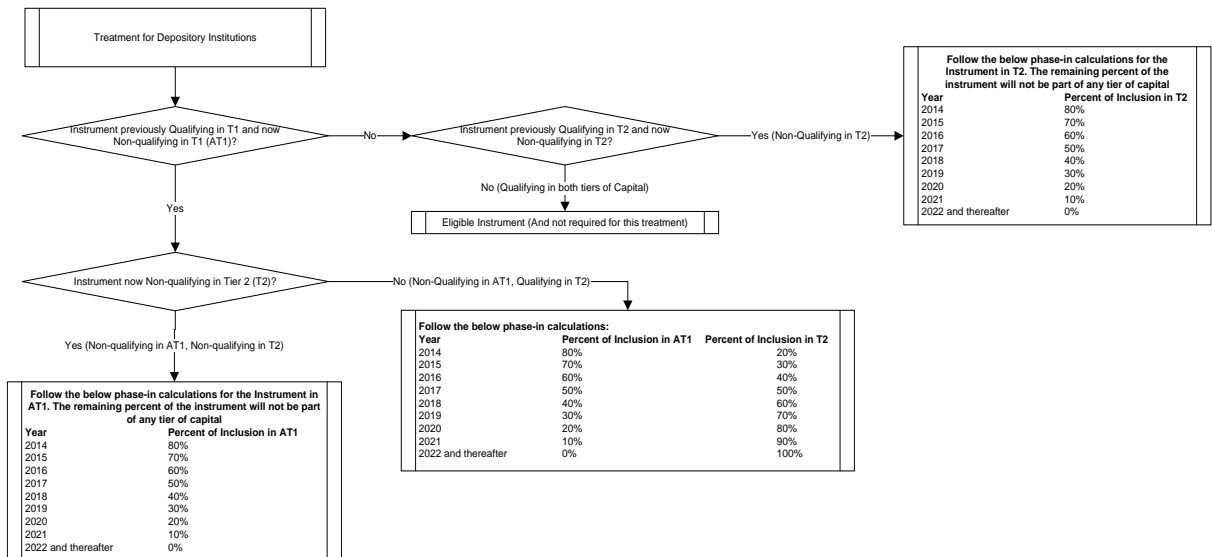 Treatment for Depository Institutions
Instrument previously Qualifying in T1 and now
Non-qualifying in T1 (AT1)?
No
Instrument previously Qualifying in T2 and now
Non-qualifying in T2?
Yes (Non-Qualifying in T2)
Follow the below phase-in calculations for the
Instrument in T2. The remaining percent of the
instrument will not be part of any tier of capital
Year Percent of Inclusion in T2
2014 80%
2015 70%
2016 60%
2017 50%
2018 40%
2019 30%
2020 20%
2021 10%
2022 and thereafter 0%
No (Qualifying in both tiers of Capital)
Eligible Instrument (And not required for this treatment)
Yes
Instrument now Non-qualifying in Tier 2 (T2)?
No (Non-Qualifying in AT1, Qualifying in T2)
Follow the below phase-in calculations:
Year Percent of Inclusion in AT1 Percent of Inclusion in T2
2014 80% 20%
2015 70% 30%
2016 60% 40%
2017 50% 50%
2018 40% 60%
2019 30% 70%
2020 20% 80%
2021 10% 90%
2022 and thereafter 0% 100%
Yes (Non-qualifying in AT1, Non-qualifying in T2)
Follow the below phase-in calculations for the Instrument in
AT1. The remaining percent of the instrument will not be part
of any tier of capital
Year Percent of Inclusion in AT1
2014 80%
2015 70%
2016 60%
2017 50%
2018 40%
2019 30%
2020 20%
2021 10%
2022 and thereafter 0%